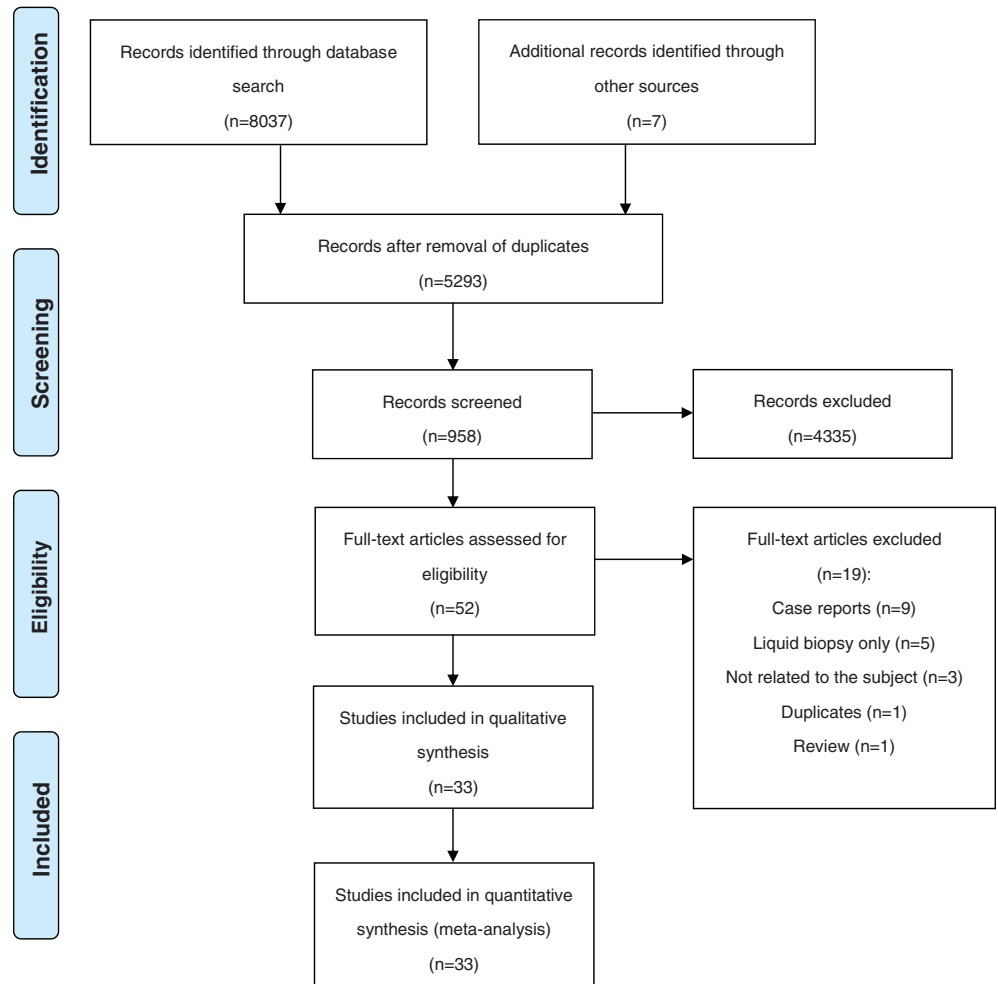 Identification
Records identified through database
search
(n=8037)
Additional records identified through
other sources
(n=7)
Records after removal of duplicates
(n=5293)
Screening
Records screened
(n=958)
Records excluded
(n=4335)
Eligibility
Full-text articles assessed for
eligibility
(n=52)
Full-text articles excluded
(n=19):
Case reports (n=9)
Liquid biopsy only (n=5)
Not related to the subject (n=3)
Duplicates (n=1)
Review (n=1)
Included
Studies included in qualitative
synthesis
(n=33)
Studies included in quantitative
synthesis (meta-analysis)
(n=33)